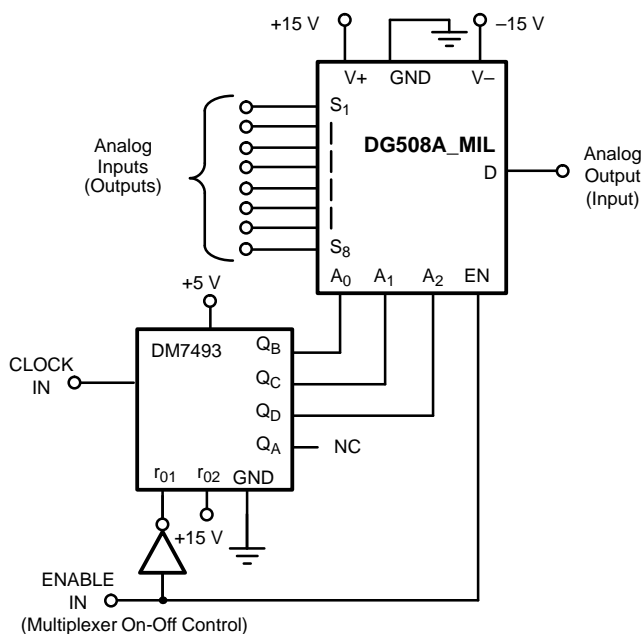 +15 V
–15 V
V+
GND
V–
Analog
Inputs
(Outputs)
S1
DG508A_MIL
D
Analog
Output
(Input)
S8
A0
A1
A2
EN
+5 V
DM7493
CLOCK
IN
QB
QC
QD
QA
NC
r01
r02
GND
+15 V
ENABLE
IN
(Multiplexer On-Off Control)